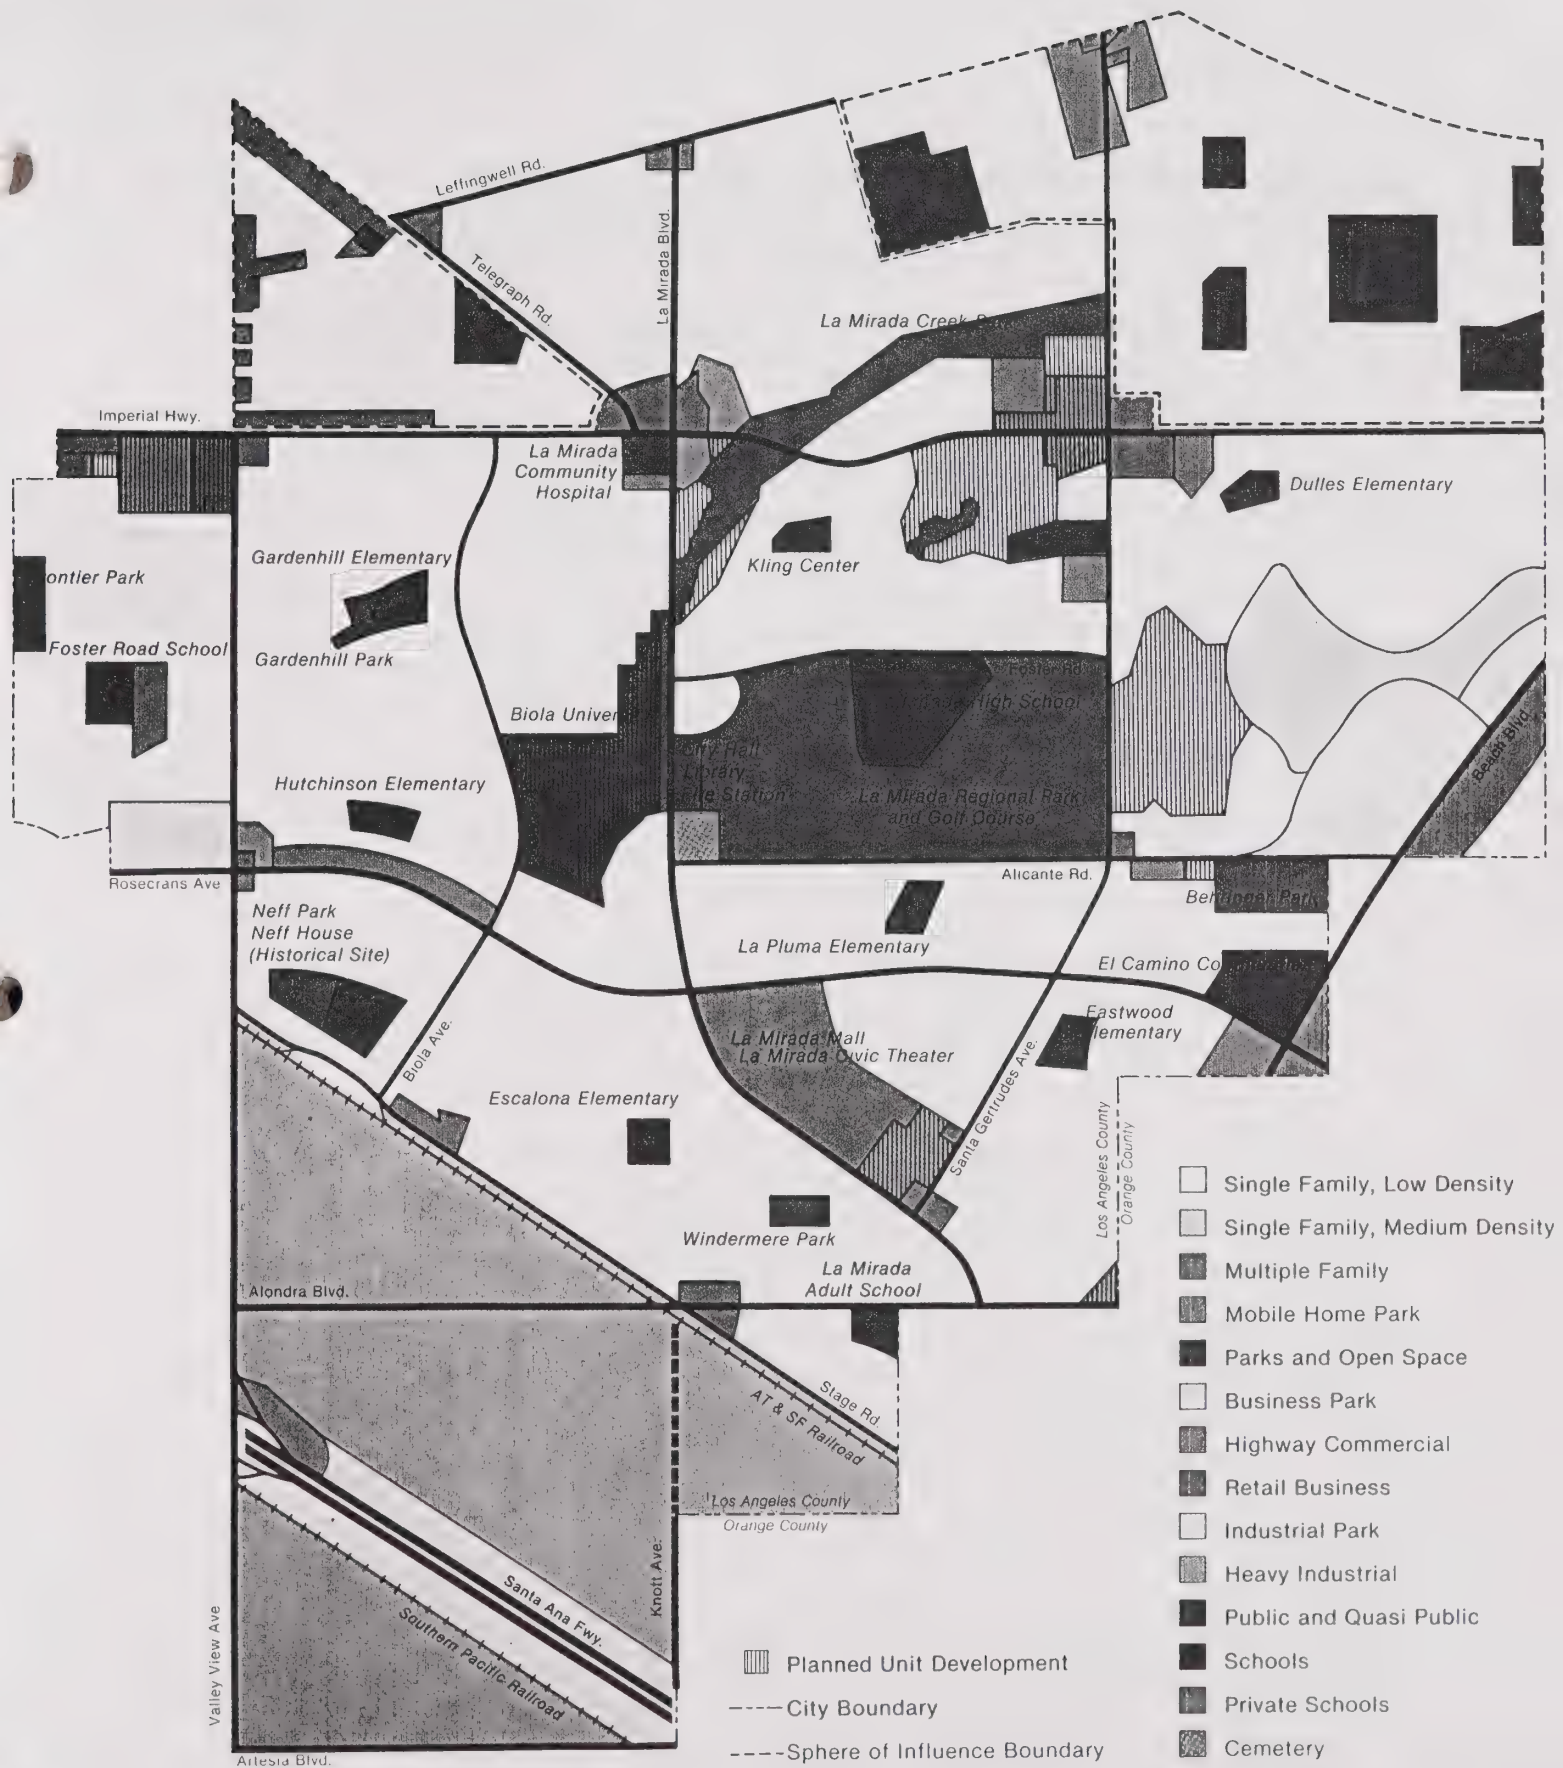 Leffingwell Rd.
La Mirada Blvd.
Telegraph Rd.
La Mirada Creek
Imperial Hwy.
La Mirada
Community
Hospital
Dulles Elementary
Gardenhill Elementary
Kling Center
ontier Park
Foster Road School
Gardenhill Park
Foster Rd.
High School
Biola Univer
City Hall
Library
Fire Station
La Mirada Regional Park
and Golf Course
Beach Blvd.
Hutchinson Elementary
Rosecrans Ave
Alicante Rd.
Behringer Park
Neff Park
Neff House
(Historical Site)
La Pluma Elementary
El Camino
Eastwood
lementary
Biola Ave.
La Mirada Mall
La Mirada Civic Theater
Santa Gertrudes Ave.
Escalona Elementary
Los Angeles County
Orange County
Windermere Park
La Mirada
Adult School
Alondra Blvd.
Stage Rd.
AT & SF Railroad
Los Angeles County
Orange County
Knott Ave.
Santa Ana Fwy.
Southern Pacific Railroad
Valley View Ave
Artesia Blvd.
Planned Unit Development
City Boundary
Sphere of Influence Boundary
Single Family, Low Density
Single Family, Medium Density
Multiple Family
Mobile Home Park
Parks and Open Space
Business Park
Highway Commercial
Retail Business
Industrial Park
Heavy Industrial
Public and Quasi Public
Schools
Private Schools
Cemetery